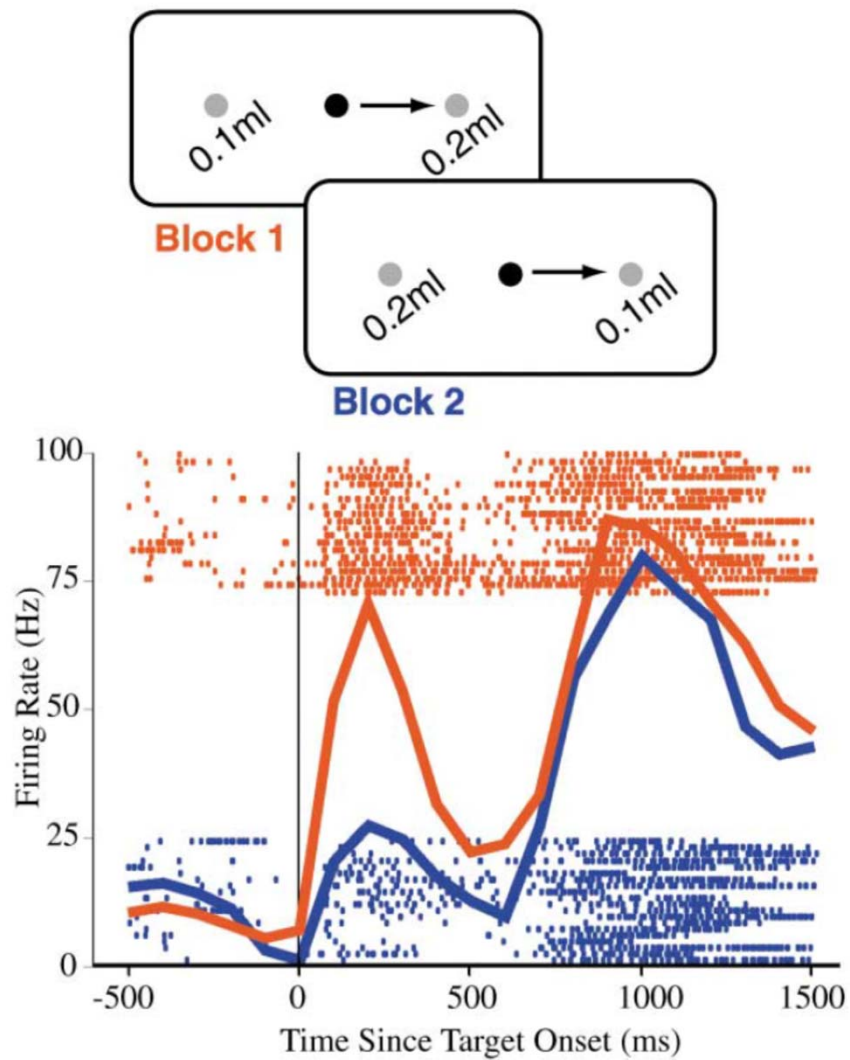 0.1ml
0.2ml
Block 1
0.2ml
0.1ml
Block 2
100
75
50
25
0
Firing Rate (Hz)
-500 0 500 1000 1500
Time Since Target Onset (ms)